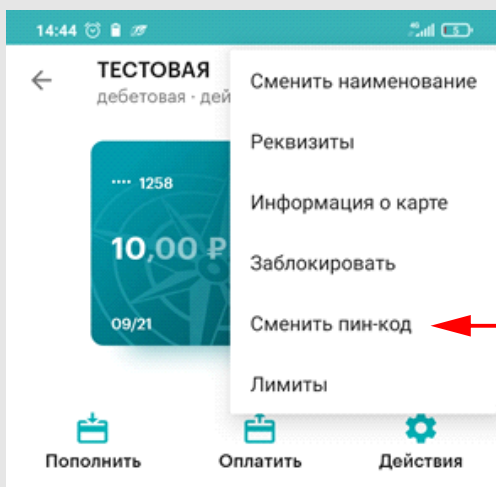 14:44
5
ТЕСТОВАЯ
дебетовая · дей
Сменить наименование
Реквизиты
Информация о карте
Заблокировать
Сменить пин-код
Лимиты
•••• 1258
10,00 ₽
09/21
Пополнить
Оплатить
Действия